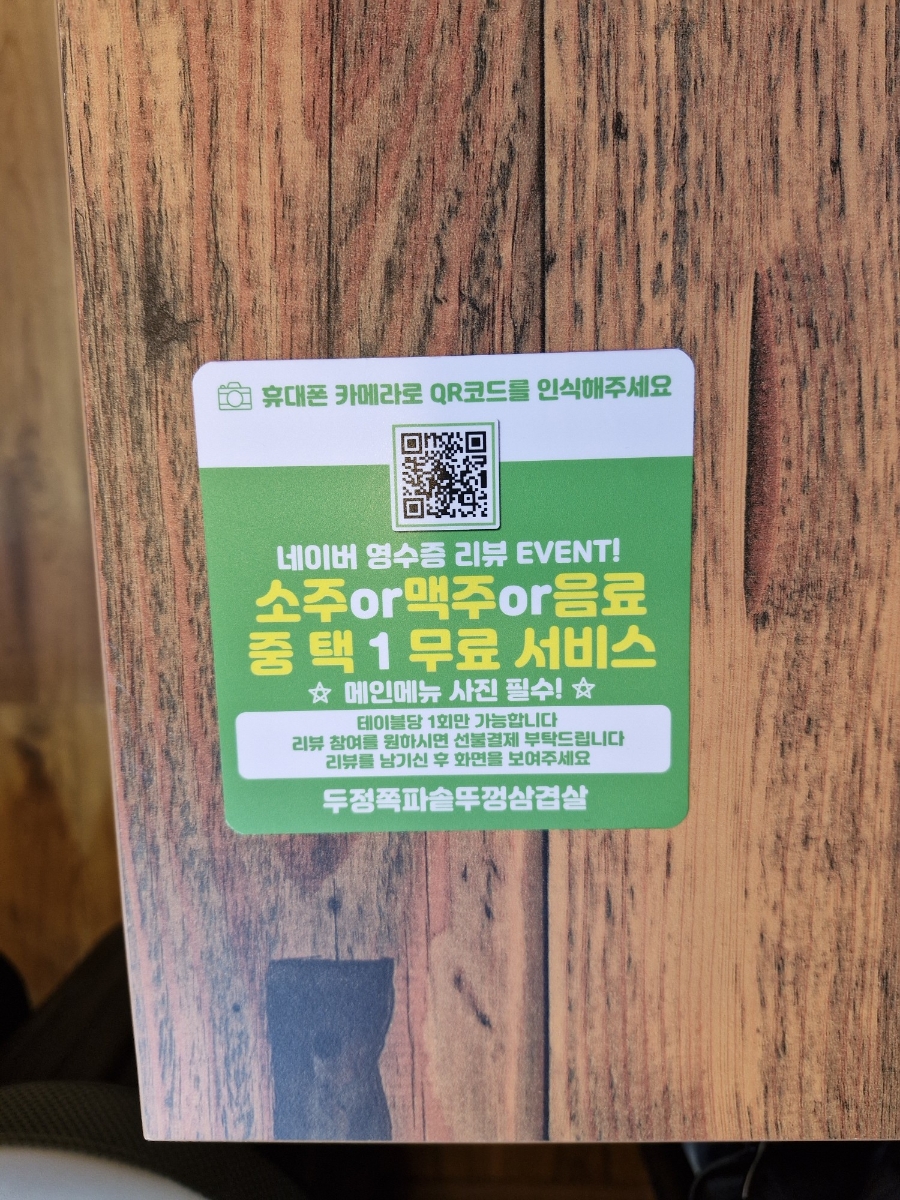 휴대폰 카메라로 QR코드를 인식해주세요
네이버 영수증 리뷰 EVENT!
소주or맥주or음료
중 택 1 무료 서비스
☆ 메인메뉴 사진 필수! ☆
테이블당 1회만 가능합니다
리뷰 참여를 원하시면 선불결제 부탁드립니다
리뷰를 남기신 후 화면을 보여주세요
두정쪽파솥뚜껑삼겹살